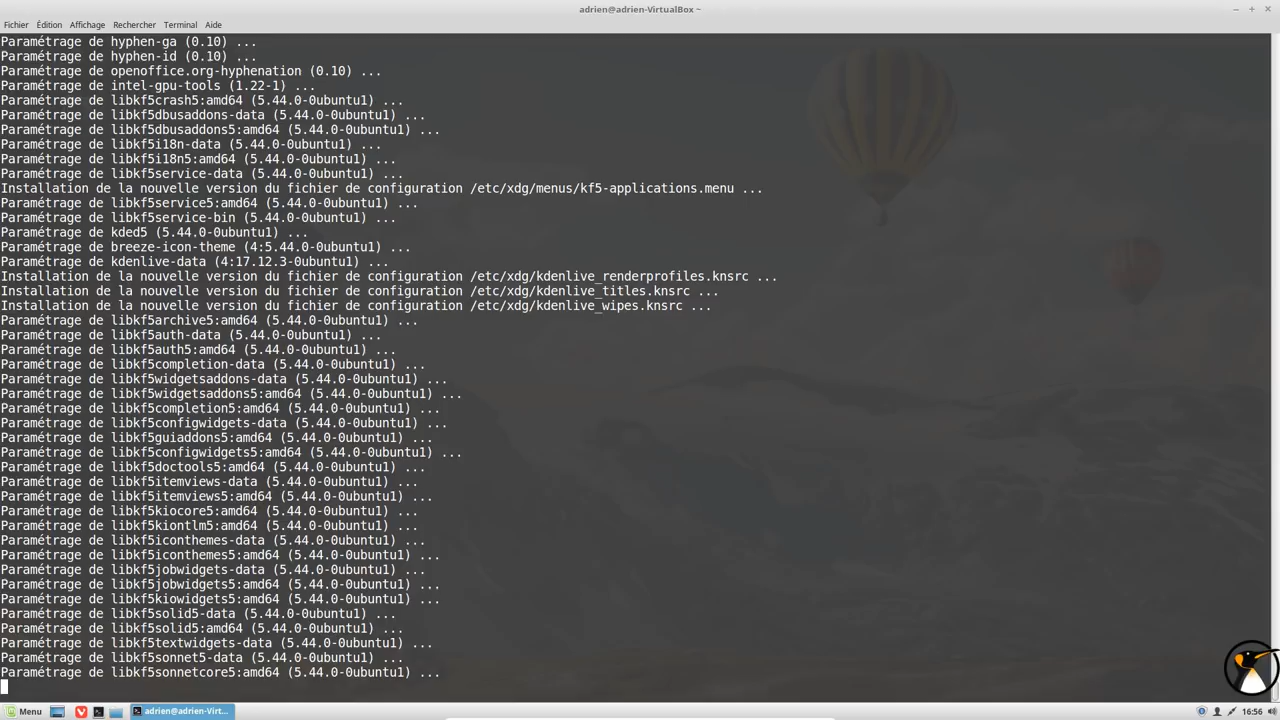 adrien@adrien-VirtualBox ~
Fichier Édition Affichage Rechercher Terminal Aide
Paramétrage de hyphen-ga (0.10) ...
Paramétrage de hyphen-id (0.10) ...
Paramétrage de openoffice.org-hyphenation (0.10) ...
Paramétrage de intel-gpu-tools (1.22-1) ...
Paramétrage de libkf5crash5:amd64 (5.44.0-0ubuntu1) ...
Paramétrage de libkf5dbusaddons-data (5.44.0-0ubuntu1) ...
Paramétrage de libkf5dbusaddons5:amd64 (5.44.0-0ubuntu1) ...
Paramétrage de libkf5i18n-data (5.44.0-0ubuntu1) ...
Paramétrage de libkf5i18n5:amd64 (5.44.0-0ubuntu1) ...
Paramétrage de libkf5service-data (5.44.0-0ubuntu1) ...
Installation de la nouvelle version du fichier de configuration /etc/xdg/menus/kf5-applications.menu ...
Paramétrage de libkf5service5:amd64 (5.44.0-0ubuntu1) ...
Paramétrage de libkf5service-bin (5.44.0-0ubuntu1) ...
Paramétrage de kded5 (5.44.0-0ubuntu1) ...
Paramétrage de breeze-icon-theme (4:5.44.0-0ubuntu1) ...
Paramétrage de kdenlive-data (4:17.12.3-0ubuntu1) ...
Installation de la nouvelle version du fichier de configuration /etc/xdg/kdenlive_renderprofiles.knsrc ...
Installation de la nouvelle version du fichier de configuration /etc/xdg/kdenlive_titles.knsrc ...
Installation de la nouvelle version du fichier de configuration /etc/xdg/kdenlive_wipes.knsrc ...
Paramétrage de libkf5archive5:amd64 (5.44.0-0ubuntu1) ...
Paramétrage de libkf5auth-data (5.44.0-0ubuntu1) ...
Paramétrage de libkf5auth5:amd64 (5.44.0-0ubuntu1) ...
Paramétrage de libkf5completion-data (5.44.0-0ubuntu1) ...
Paramétrage de libkf5widgetsaddons-data (5.44.0-0ubuntu1) ...
Paramétrage de libkf5widgetsaddons5:amd64 (5.44.0-0ubuntu1) ...
Paramétrage de libkf5completion5:amd64 (5.44.0-0ubuntu1) ...
Paramétrage de libkf5configwidgets-data (5.44.0-0ubuntu1) ...
Paramétrage de libkf5guiaddons5:amd64 (5.44.0-0ubuntu1) ...
Paramétrage de libkf5configwidgets5:amd64 (5.44.0-0ubuntu1) ...
Paramétrage de libkf5doctools5:amd64 (5.44.0-0ubuntu1) ...
Paramétrage de libkf5itemviews-data (5.44.0-0ubuntu1) ...
Paramétrage de libkf5itemviews5:amd64 (5.44.0-0ubuntu1) ...
Paramétrage de libkf5kiocore5:amd64 (5.44.0-0ubuntu1) ...
Paramétrage de libkf5kiontlm5:amd64 (5.44.0-0ubuntu1) ...
Paramétrage de libkf5iconthemes-data (5.44.0-0ubuntu1) ...
Paramétrage de libkf5iconthemes5:amd64 (5.44.0-0ubuntu1) ...
Paramétrage de libkf5jobwidgets-data (5.44.0-0ubuntu1) ...
Paramétrage de libkf5jobwidgets5:amd64 (5.44.0-0ubuntu1) ...
Paramétrage de libkf5kiowidgets5:amd64 (5.44.0-0ubuntu1) ...
Paramétrage de libkf5solid5-data (5.44.0-0ubuntu1) ...
Paramétrage de libkf5solid5:amd64 (5.44.0-0ubuntu1) ...
Paramétrage de libkf5textwidgets-data (5.44.0-0ubuntu1) ...
Paramétrage de libkf5sonnet5-data (5.44.0-0ubuntu1) ...
Paramétrage de libkf5sonnetcore5:amd64 (5.44.0-0ubuntu1) ...
Menu adrien@adrien-Virt... 16:56